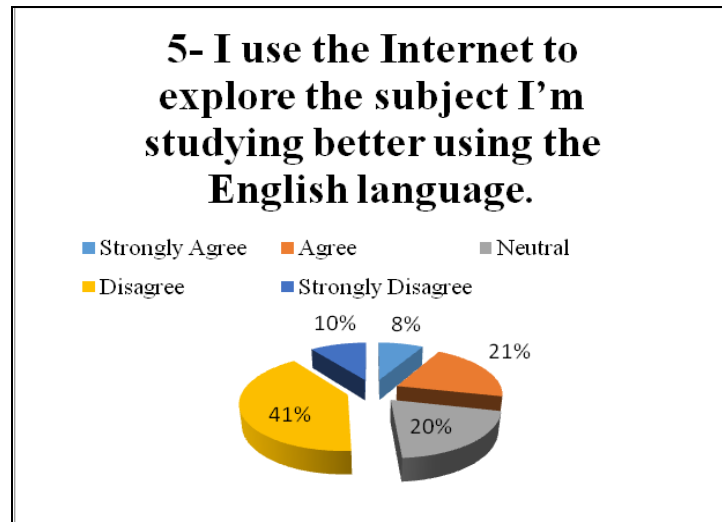 5- I use the Internet to
explore the subject I’m
studying better using the
English language.
Strongly Agree Agree Neutral
Disagree Strongly Disagree
10% 8%
21%
41% 20%